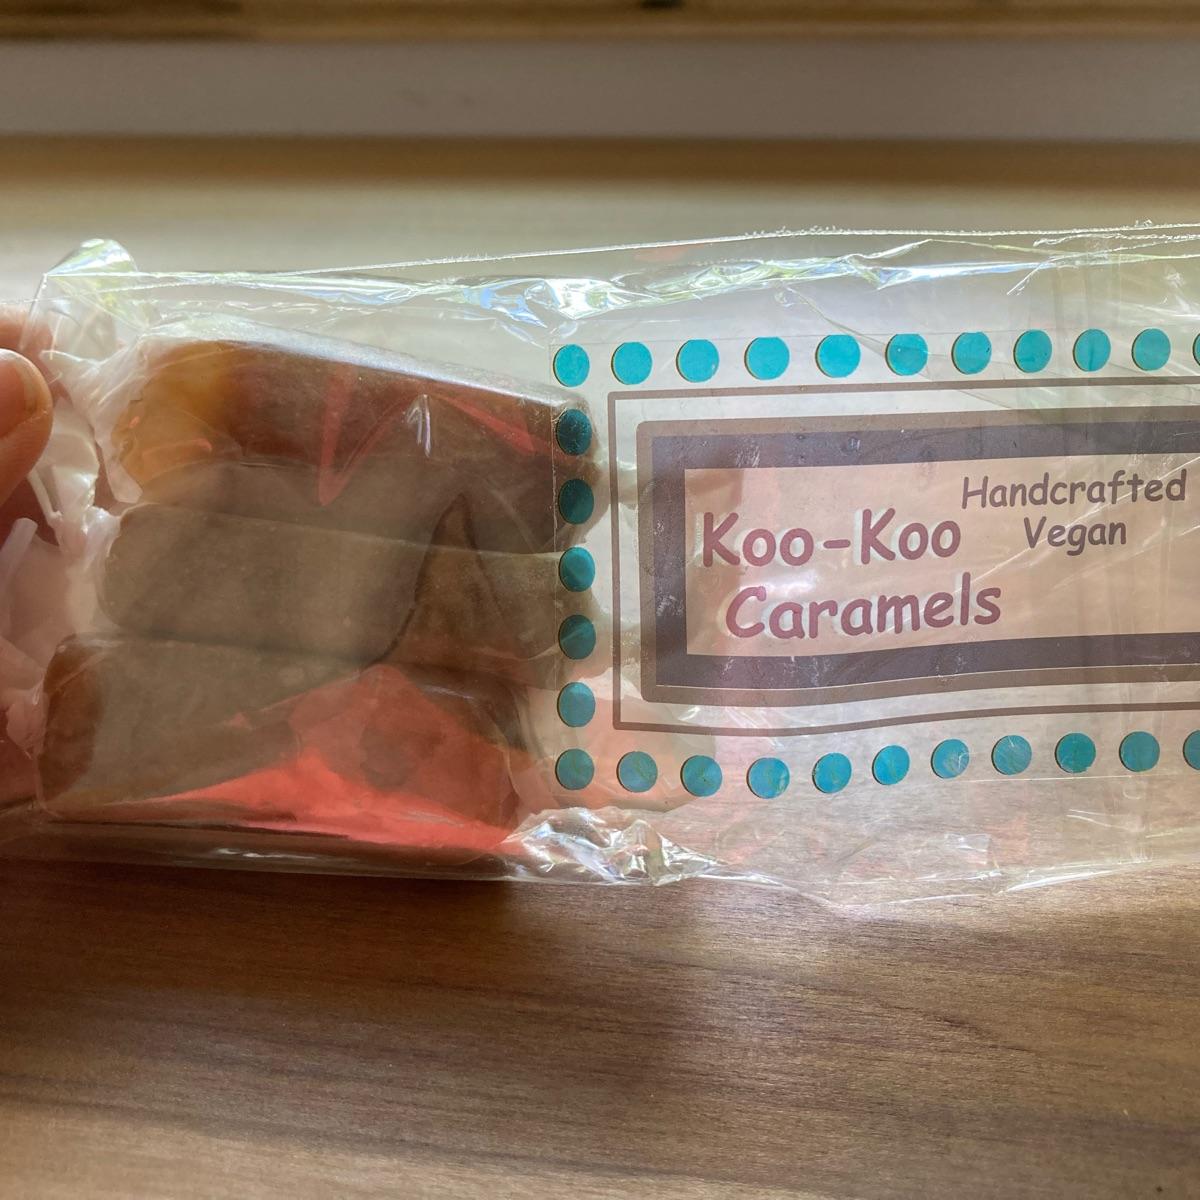 Handcrafted
Vegan
Koo-Koo
Caramels